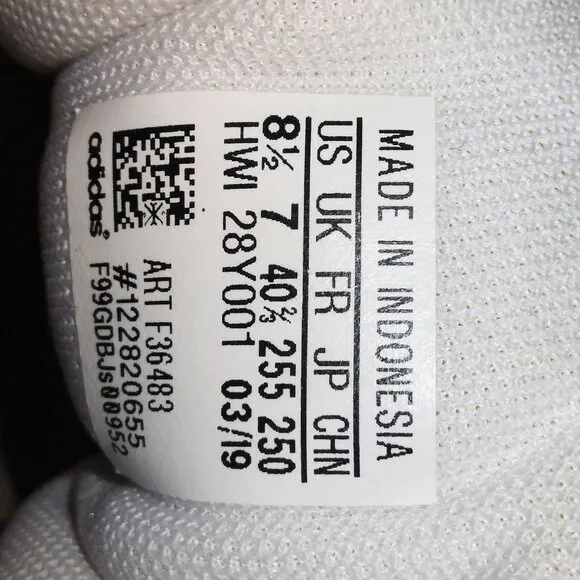 MADE IN INDONESIA
US UK FR JP CHN
8½ 7 40⅔ 255 250
HWI 28Y001 03/19
ART F36483
#122820655
F99GDBJs00952
adidas®